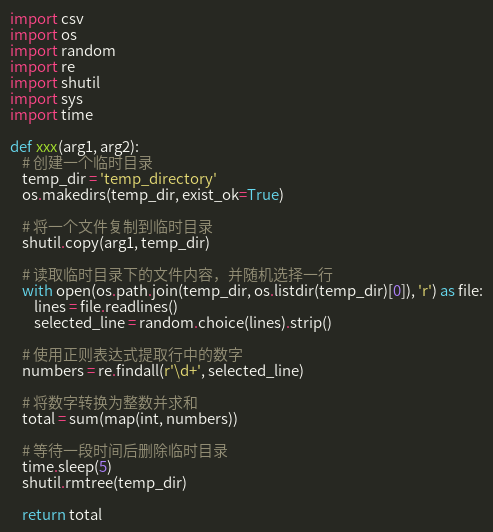 import csv
import os
import random
import re
import shutil
import sys
import time
def xxx(arg1, arg2):
# 创建一个临时目录
temp_dir = 'temp_directory'
os.makedirs(temp_dir, exist_ok=True)
# 将一个文件复制到临时目录
shutil.copy(arg1, temp_dir)
# 读取临时目录下的文件内容，并随机选择一行
with open(os.path.join(temp_dir, os.listdir(temp_dir)[0]), 'r') as file:
lines = file.readlines()
selected_line = random.choice(lines).strip()
# 使用正则表达式提取行中的数字
numbers = re.findall(r'\d+', selected_line)
# 将数字转换为整数并求和
total = sum(map(int, numbers))
# 等待一段时间后删除临时目录
time.sleep(5)
shutil.rmtree(temp_dir)
return total